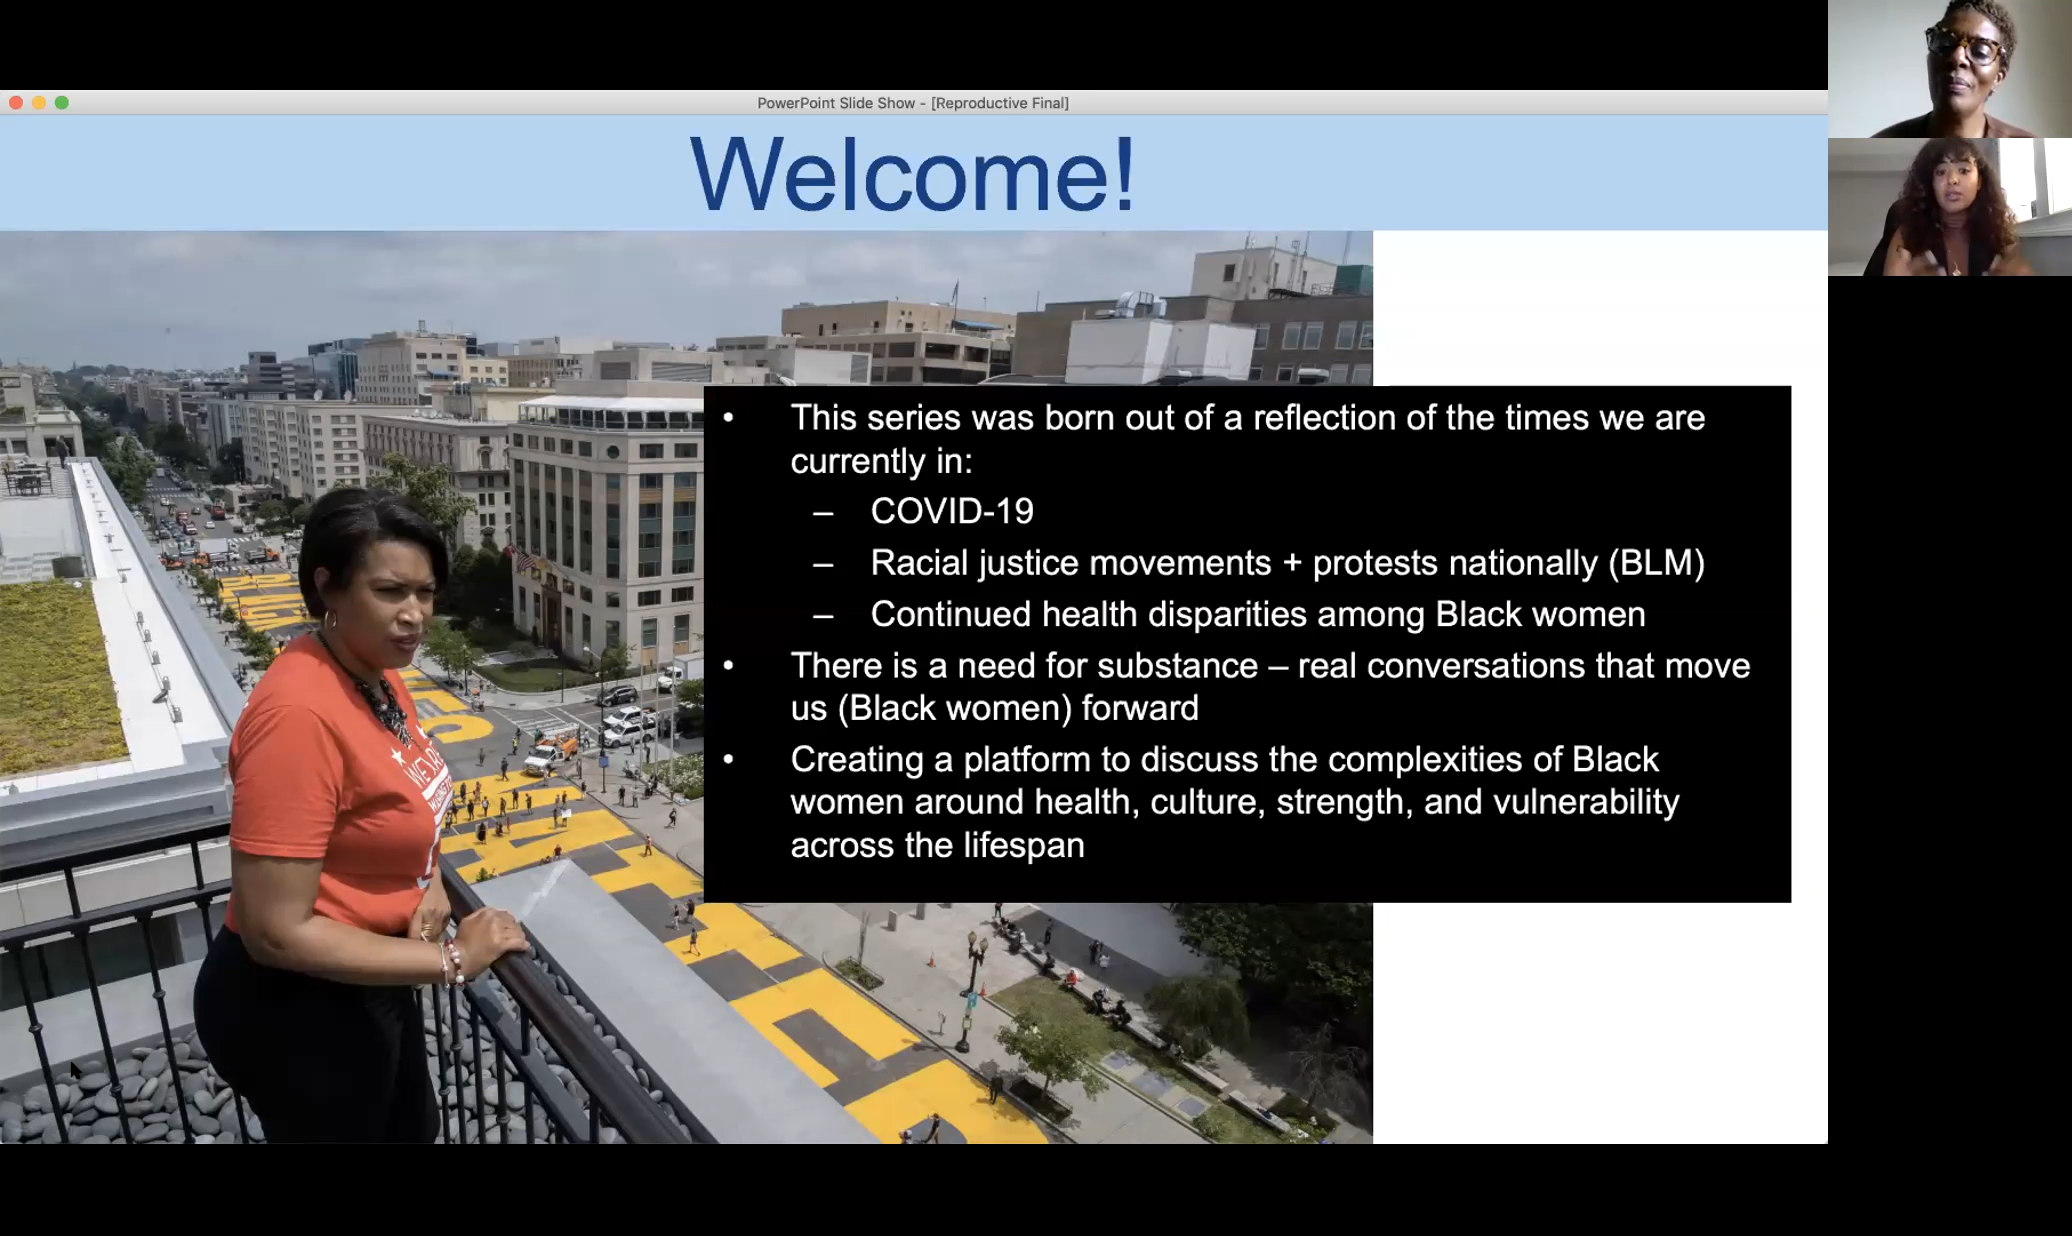 PowerPoint Slide Show - [Reproductive Final]
Welcome!
• This series was born out of a reflection of the times we are
currently in:
– COVID-19
– Racial justice movements + protests nationally (BLM)
– Continued health disparities among Black women
• There is a need for substance – real conversations that move
us (Black women) forward
• Creating a platform to discuss the complexities of Black
women around health, culture, strength, and vulnerability
across the lifespan